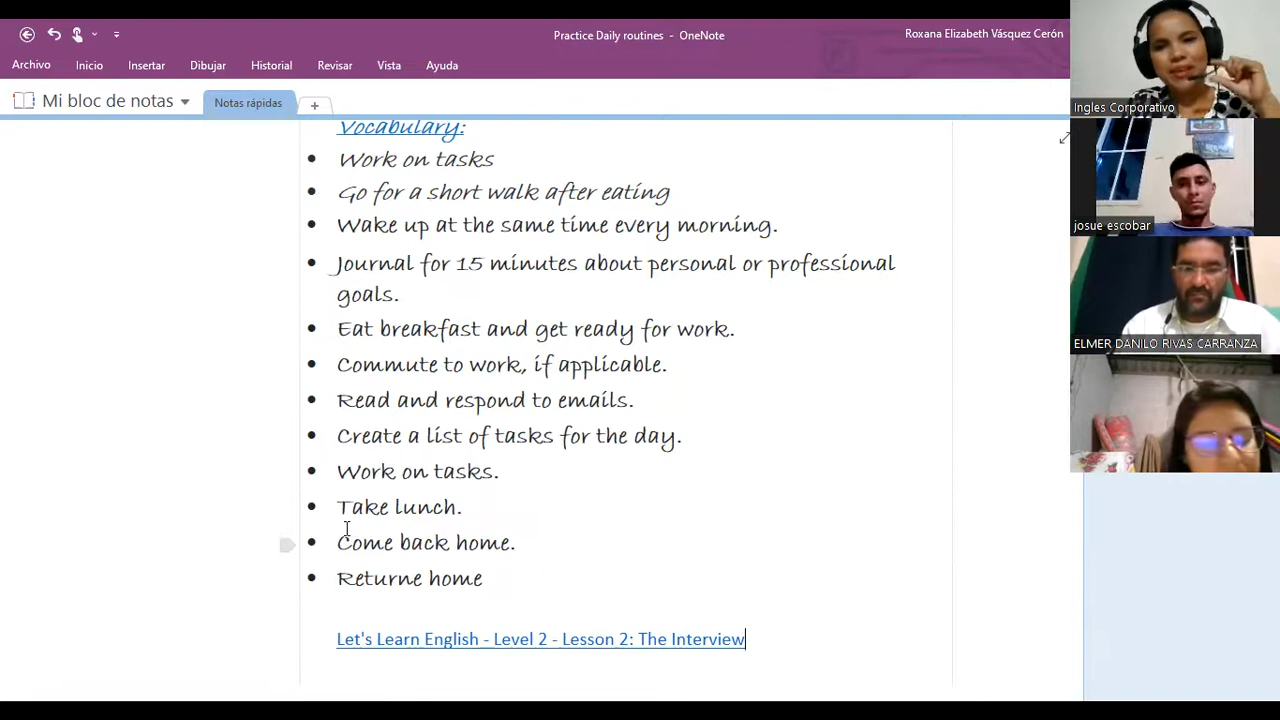 Practice Daily routines - OneNote
Roxana Elizabeth Vásquez Cerón
Archivo Inicio Insertar Dibujar Historial Revisar Vista Ayuda
Mi bloc de notas Notas rápidas
Vocabulary:
Work on tasks
Go for a short walk after eating
Wake up at the same time every morning.
Journal for 15 minutes about personal or professional
goals.
Eat breakfast and get ready for work.
Commute to work, if applicable.
Read and respond to emails.
Create a list of tasks for the day.
Work on tasks.
Take lunch.
Come back home.
Returne home
Let's Learn English - Level 2 - Lesson 2: The Interview
Ingles Corporativo
josue escobar
ELMER DANILO RIVAS CARRANZA